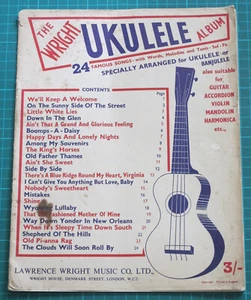 THE WRIGHT UKULELE ALBUM
24 FAMOUS SONGS - with Words, Melodies and Tonic - Sol - Fa
SPECIALLY ARRANGED for UKULELE or
BANJULELE
also suitable
for
GUITAR
ACCORDION
VIOLIN
MANDOLIN
HARMONICA
etc.,
CONTENTS
Page
We'll Keep A Welcome
On The Sunny Side Of The Street
Little White Lies
Down In The Glen
Ain't That A Grand And Glorious Feeling
Boomps - A - Daisy
Happy Days And Lonely Nights
Among My Souvenirs
The King's Horses
Old Father Thames
Ain't She Sweet
Side By Side
There's A Blue Ridge Round My Heart, Virginia
I Can't Give You Anything But Love, Baby
Nobody's Sweetheart
Mistakes
Shine
Wyoming Lullaby
That Old Fashioned Mother Of Mine
Way Down Yonder In New Orleans
When It's Sleepy Time Down South
Shepherd Of The Hills
Old Pi-anna Rag
The Clouds Will Soon Roll By
3/-
LAWRENCE WRIGHT MUSIC CO. LTD.,
WRIGHT HOUSE, DENMARK STREET, LONDON, W.C.2.